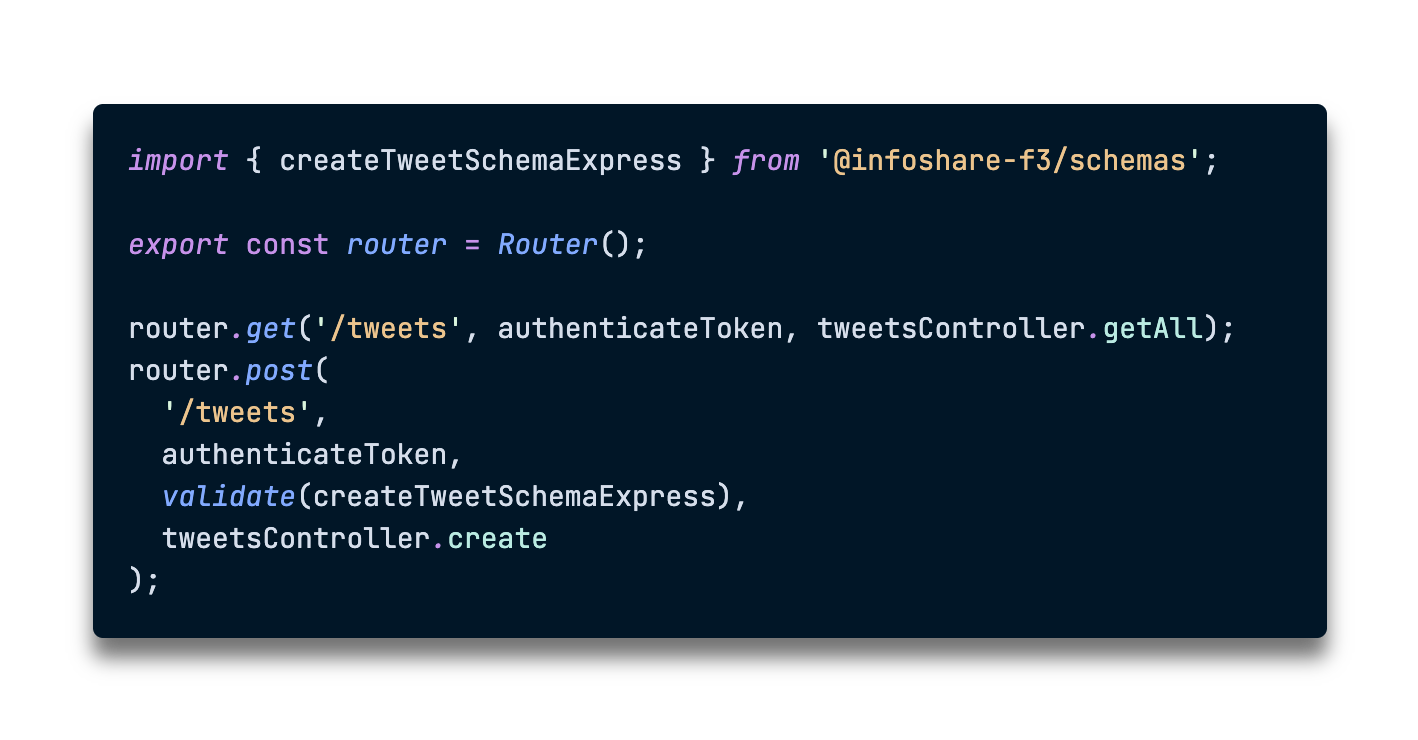 import { createTweetSchemaExpress } from '@infoshare-f3/schemas';

export const router = Router();

router.get('/tweets', authenticateToken, tweetsController.getAll);
router.post(
  '/tweets',
  authenticateToken,
  validate(createTweetSchemaExpress),
  tweetsController.create
);